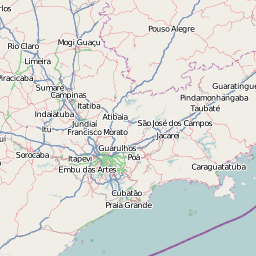 Pouso Alegre
Mogi Guaçu
Rio Claro
Limeira
Piracicaba
Sumaré
Campinas
Guaratinguetá
Pindamonhangaba
Itatiba
Taubaté
Indaiatuba
Atibaia
São José dos Campos
Jundiaí
Itu
Francisco Morato
Jacareí
Guarulhos
Sorocaba
Itapevi
Poá
Embu das Artes
Caraguatatuba
Cubatão
Praia Grande